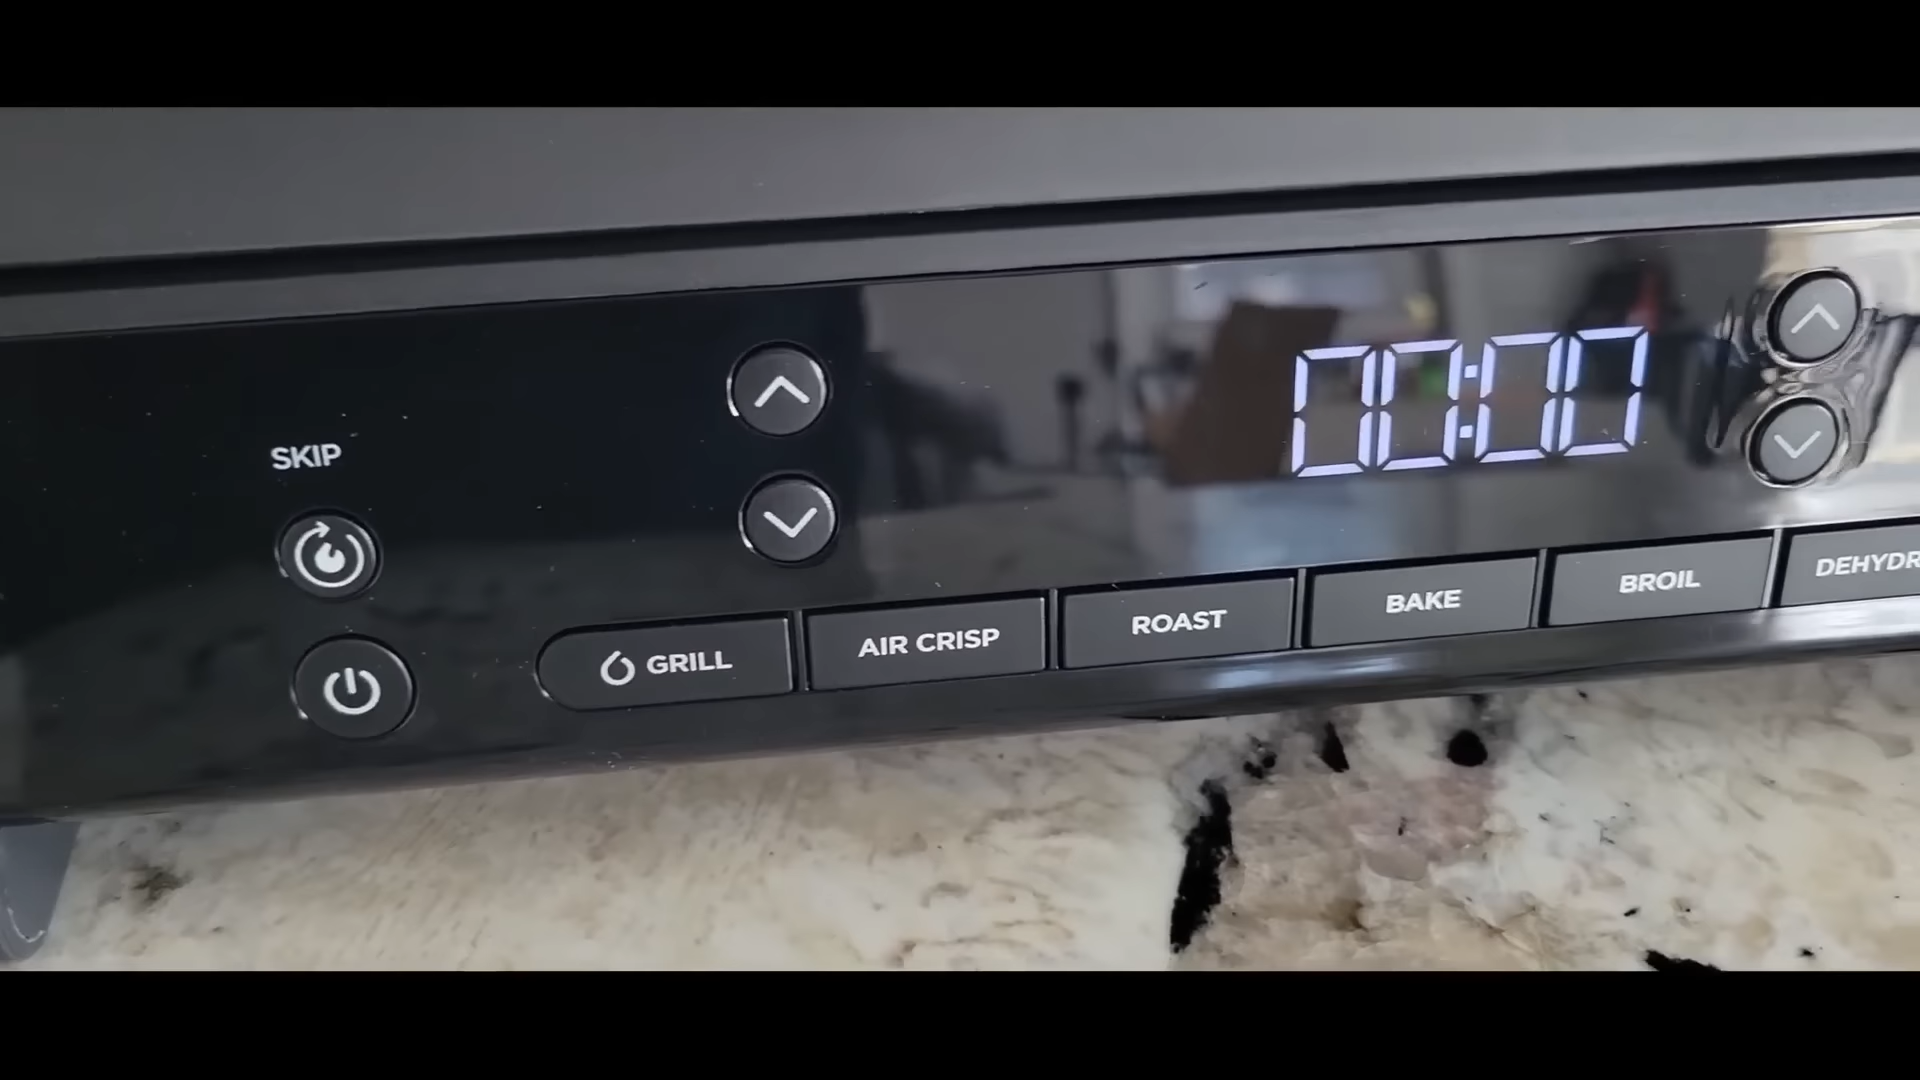 SKIP
00:00
GRILL
AIR CRISP
ROAST
BAKE
BROIL
DEHYDR